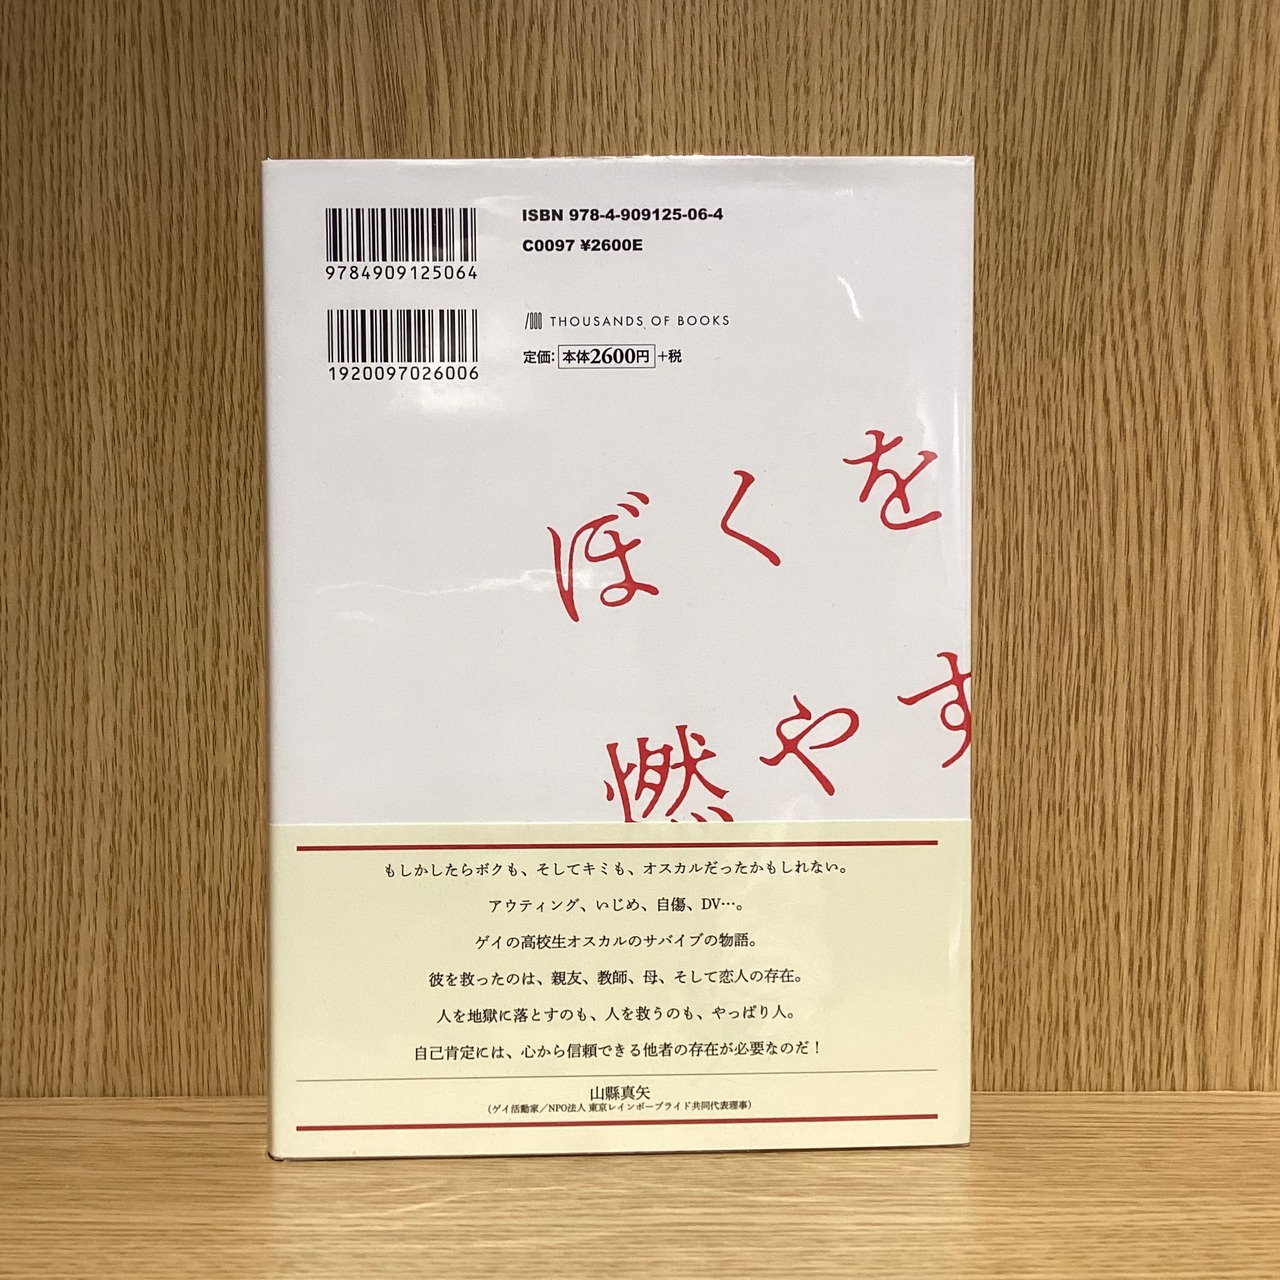 ISBN 978-4-909125-06-4
C0097 ¥2600E
9784909125064
THOUSANDS OF BOOKS
定価：本体2600円+税
1920097026006
ぼくを
燃やす
もしかしたらボクも、そしてキミも、オスカルだったかもしれない。
アウティング、いじめ、自傷、DV…。
ゲイの高校生オスカルのサバイブの物語。
彼を救ったのは、親友、教師、母、そして恋人の存在。
人を地獄に落とすのも、人を救うのも、やっぱり人。
自己肯定には、心から信頼できる他者の存在が必要なのだ！
山縣真矢
（ゲイ活動家／NPO法人 東京レインボープライド共同代表理事）